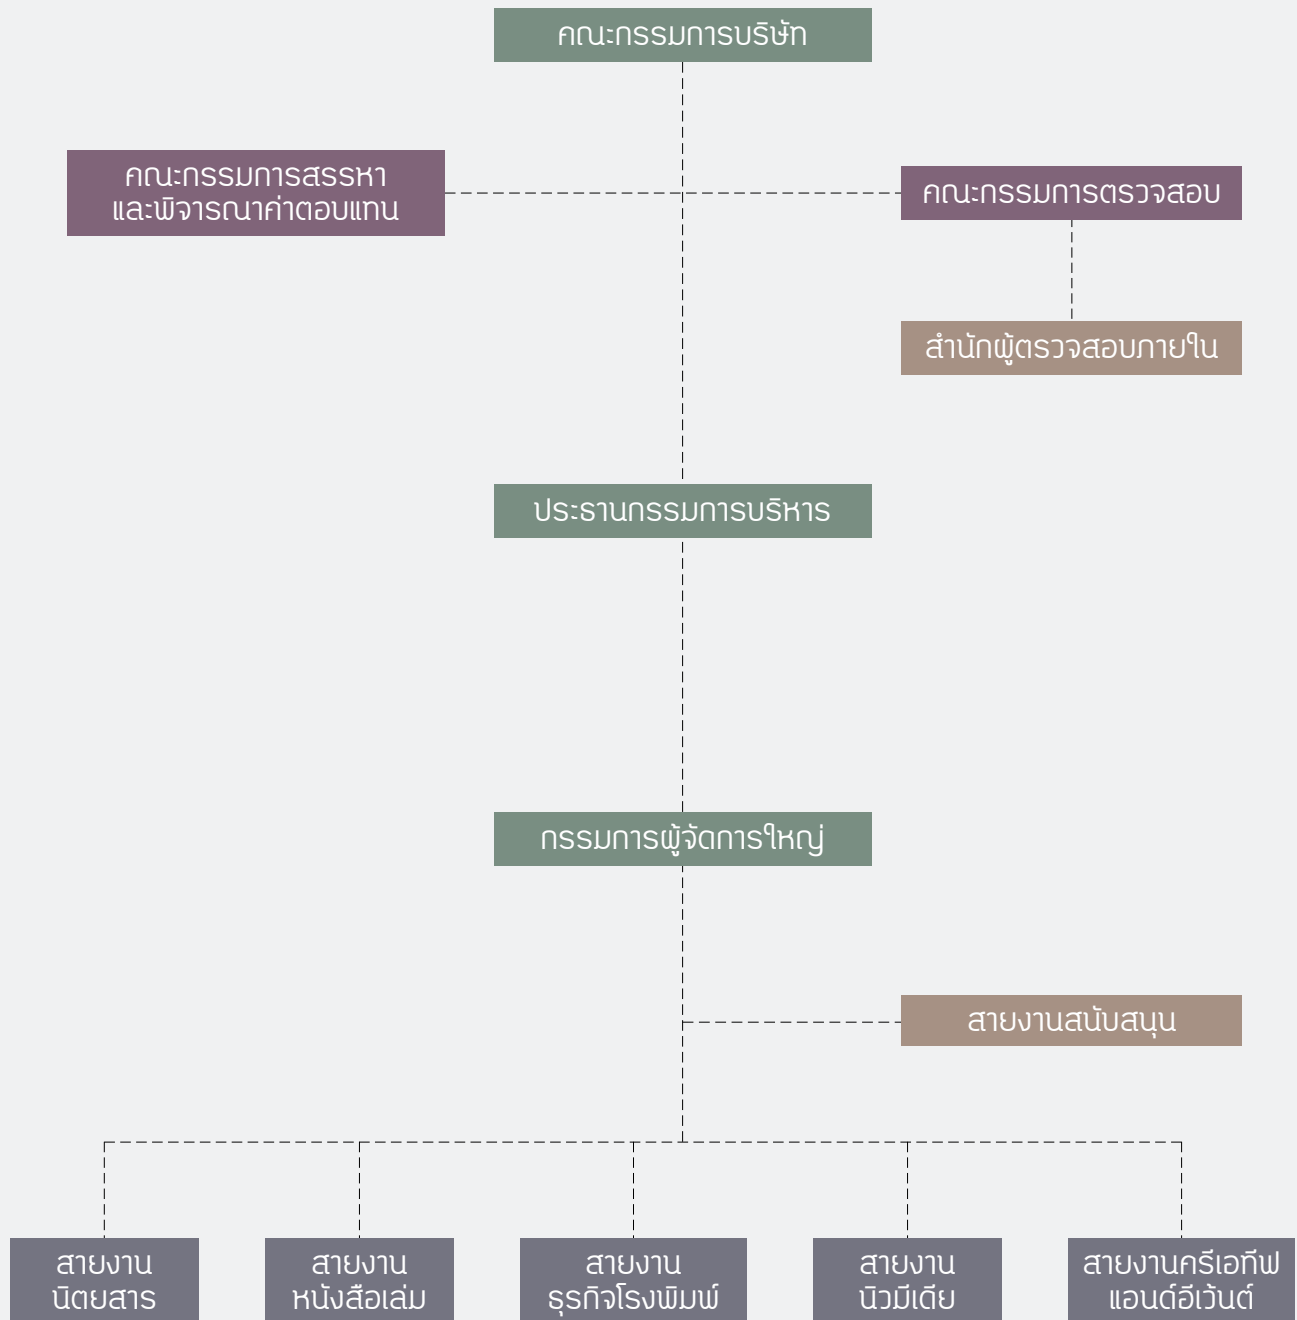 คณะกรรมการบริษัท
คณะกรรมการสรรหา
และพิจารณาค่าตอบแทน
คณะกรรมการตรวจสอบ
สำนักผู้ตรวจสอบภายใน
ประธานกรรมการบริหาร
กรรมการผู้จัดการใหญ่
สายงานสนับสนุน
สายงาน
นิตยสาร
สายงาน
หนังสือเล่ม
สายงาน
ธุรกิจโรงพิมพ์
สายงาน
นิวมีเดีย
สายงานครีเอทีฟ
แอนด์อีเว้นต์